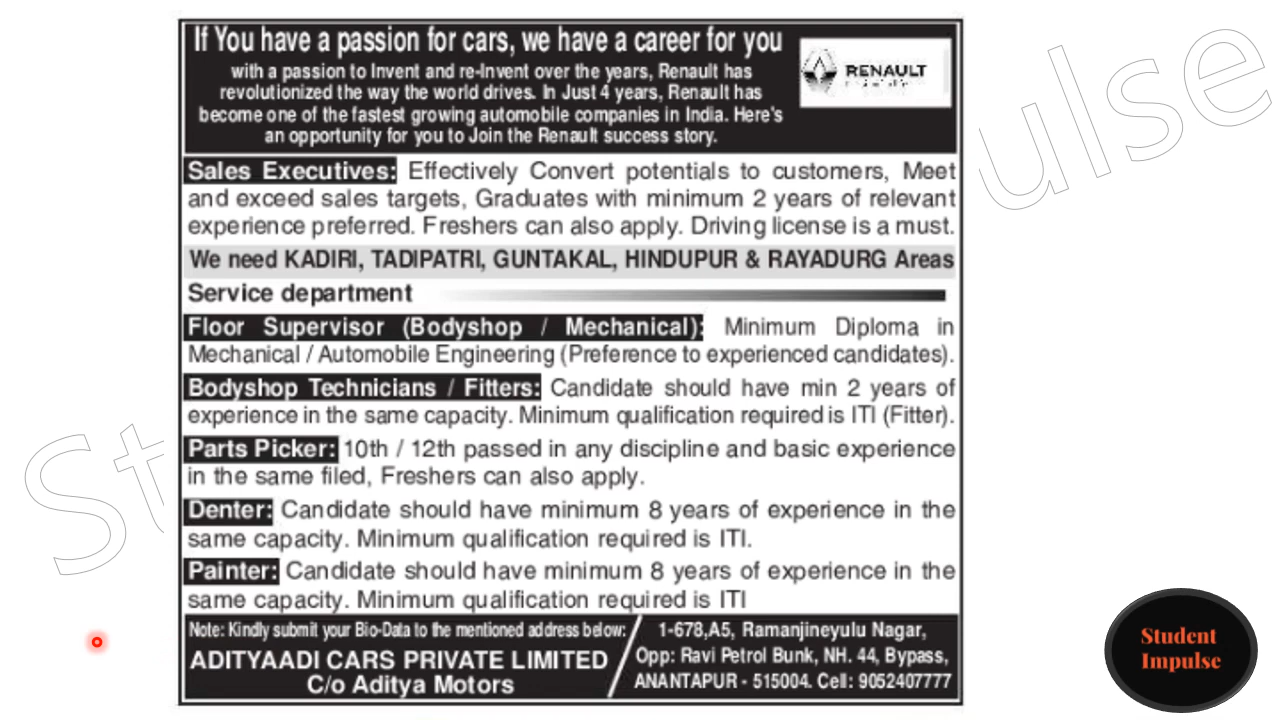 If You have a passion for cars, we have a career for you
with a passion to Invent and re-Invent over the years, Renault has
revolutionized the way the world drives. In Just 4 years, Renault has
become one of the fastest growing automobile companies in India. Here's
an opportunity for you to Join the Renault success story.
RENAULT
Sales Executives: Effectively Convert potentials to customers, Meet
and exceed sales targets, Graduates with minimum 2 years of relevant
experience preferred. Freshers can also apply. Driving license is a must.
We need KADIRI, TADIPATRI, GUNTAKAL, HINDUPUR & RAYADURG Areas
Service department
Floor Supervisor (Bodyshop / Mechanical): Minimum Diploma in
Mechanical / Automobile Engineering (Preference to experienced candidates).
Bodyshop Technicians / Fitters: Candidate should have min 2 years of
experience in the same capacity. Minimum qualification required is ITI (Fitter).
Parts Picker: 10th / 12th passed in any discipline and basic experience
in the same filed, Freshers can also apply.
Denter: Candidate should have minimum 8 years of experience in the
same capacity. Minimum qualification required is ITI.
Painter: Candidate should have minimum 8 years of experience in the
same capacity. Minimum qualification required is ITI
Note: Kindly submit your Bio-Data to the mentioned address below:
ADITYAADI CARS PRIVATE LIMITED
C/o Aditya Motors
1-678,A5, Ramanjineyulu Nagar,
Opp: Ravi Petrol Bunk, NH. 44, Bypass,
ANANTAPUR - 515004. Cell: 9052407777
St
ulse
Student
Impulse